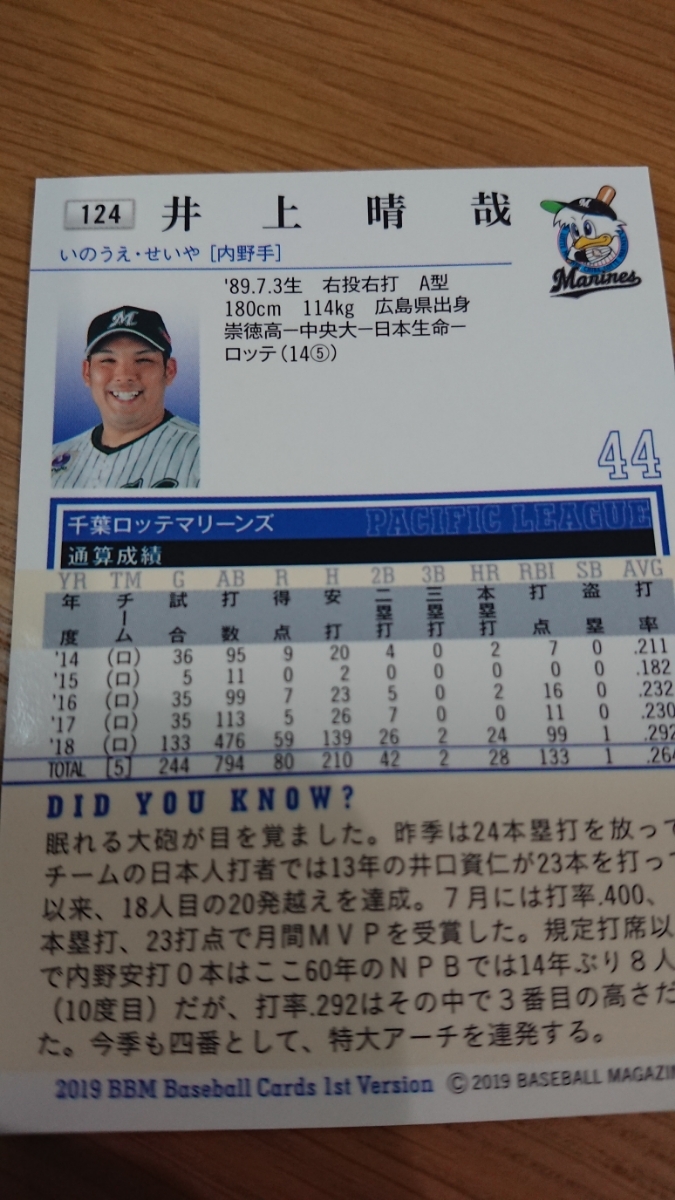 124 井上晴哉
いのうえ・せいや [内野手]
Marines
'89.7.3生 右投右打 A型
180cm 114kg 広島県出身
崇徳高ー中央大ー日本生命ー
ロッテ(14⑤)
44
千葉ロッテマリーンズ PACIFIC LEAGUE
通算成績
YR TM G AB R H 2B 3B HR RBI SB AVG
年度 チーム 試合 打数 得点 安打 二塁打 三塁打 本塁打 打点 盗塁 打率
'14 (ロ) 36 95 9 20 4 0 2 7 0 .211
'15 (ロ) 5 11 0 2 0 0 0 0 0 .182
'16 (ロ) 35 99 7 23 5 0 2 16 0 .232
'17 (ロ) 35 113 5 26 7 0 0 11 0 .230
'18 (ロ) 133 476 59 139 26 2 24 99 1 .292
TOTAL [5] 244 794 80 210 42 2 28 133 1 .264
DID YOU KNOW?
眠れる大砲が目を覚ました。昨季は24本塁打を放って
チームの日本人打者では13年の井口資仁が23本を打って
以来、18人目の20発越えを達成。7月には打率.400、
本塁打、23打点で月間MVPを受賞した。規定打席以
で内野安打0本はここ60年のNPBでは14年ぶり8人
(10度目)だが、打率.292はその中で3番目の高さだ
た。今季も四番として、特大アーチを連発する。
2019 BBM Baseball Cards 1st Version © 2019 BASEBALL MAGAZIN